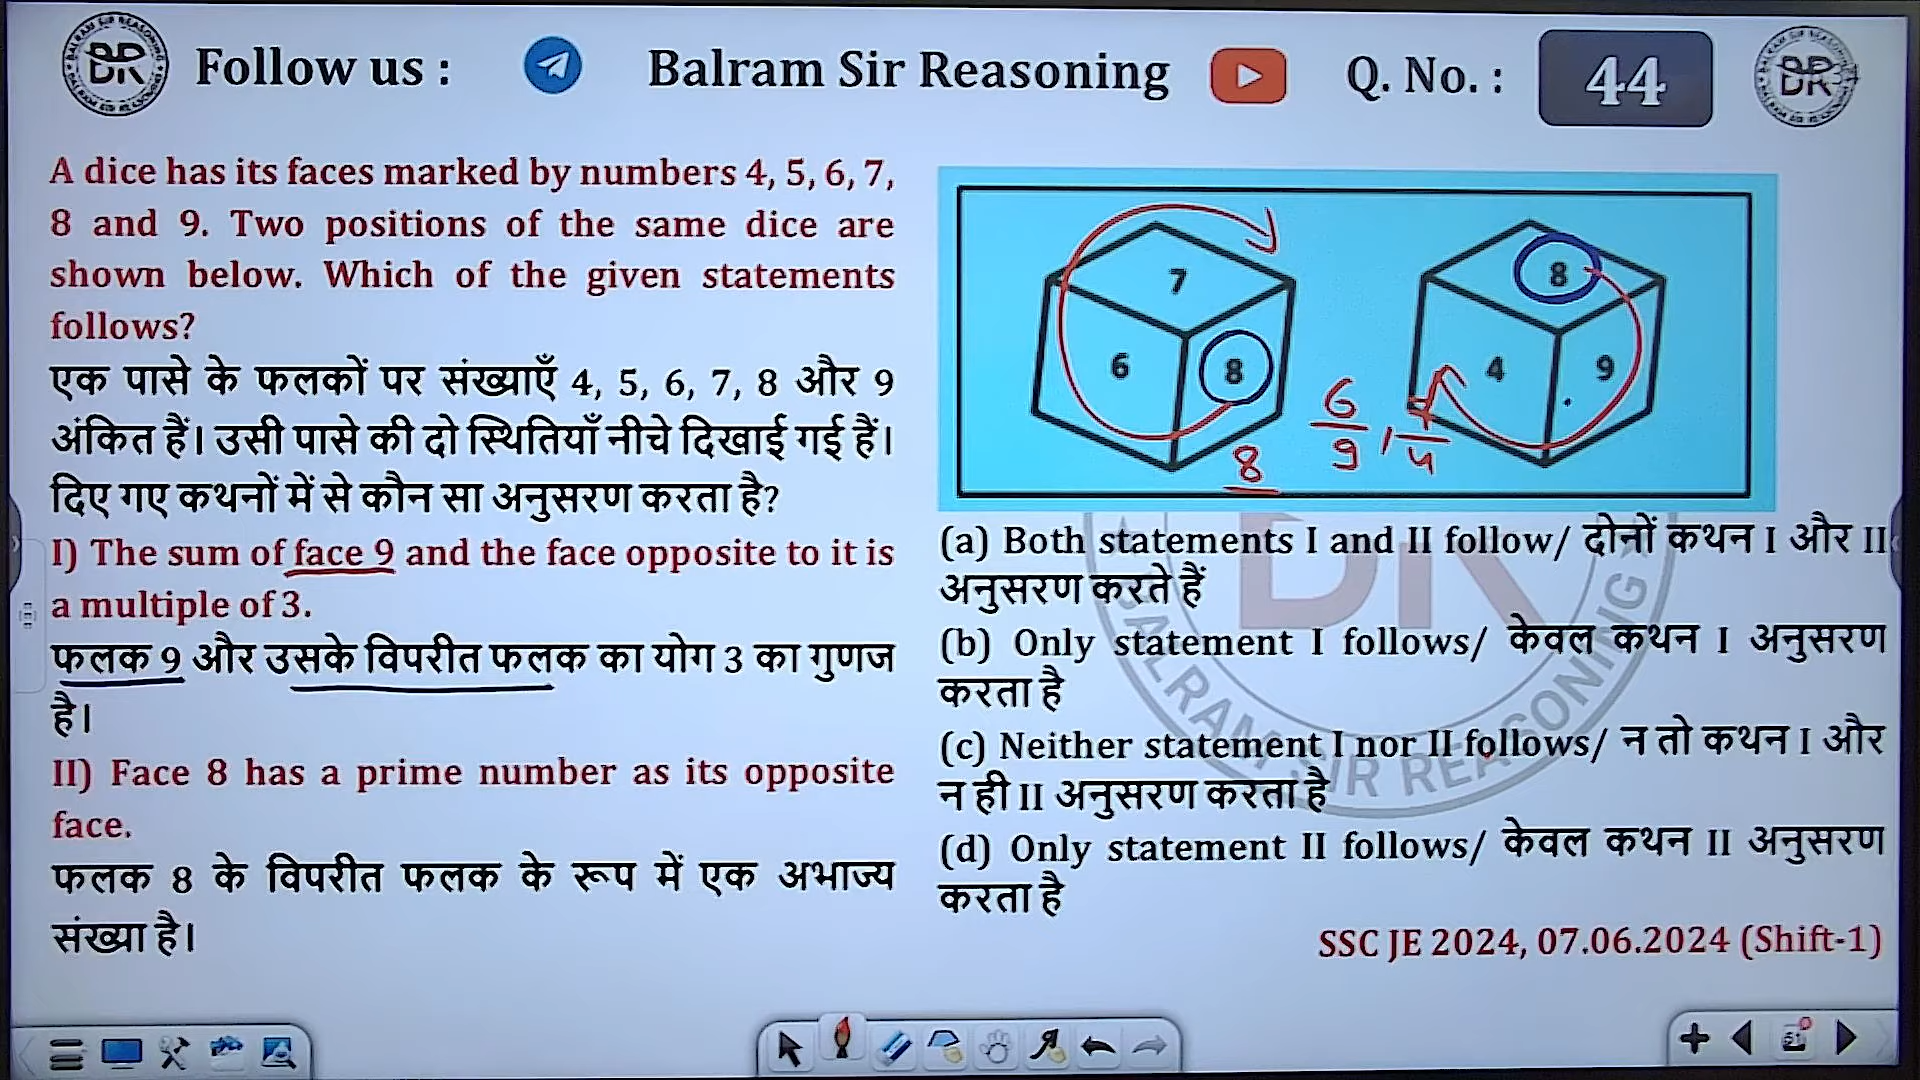 Follow us :
Balram Sir Reasoning
Q. No. :
44
A dice has its faces marked by numbers 4, 5, 6, 7,
8 and 9. Two positions of the same dice are
shown below. Which of the given statements
follows?
एक पासे के फलकों पर संख्याएँ 4, 5, 6, 7, 8 और 9
अंकित हैं। उसी पासे की दो स्थितियाँ नीचे दिखाई गई हैं।
दिए गए कथनों में से कौन सा अनुसरण करता है?
I) The sum of face 9 and the face opposite to it is
a multiple of 3.
फलक 9 और उसके विपरीत फलक का योग 3 का गुणज
है।
II) Face 8 has a prime number as its opposite
face.
फलक 8 के विपरीत फलक के रूप में एक अभाज्य
संख्या है।
7
6
8
8
4
9
8
6
9
,
7
4
(a) Both statements I and II follow/ दोनों कथन I और II
अनुसरण करते हैं
(b) Only statement I follows/ केवल कथन I अनुसरण
करता है
(c) Neither statement I nor II follows/ न तो कथन I और
न ही II अनुसरण करता है
(d) Only statement II follows/ केवल कथन II अनुसरण
करता है
SSC JE 2024, 07.06.2024 (Shift-1)
BALRAM SIR REASONING